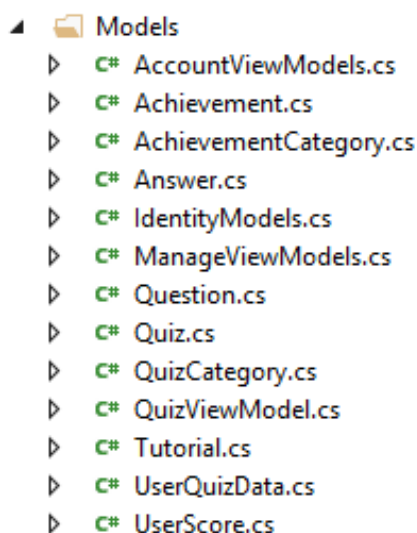 Models
C# AccountViewModels.cs
C# Achievement.cs
C# AchievementCategory.cs
C# Answer.cs
C# IdentityModels.cs
C# ManageViewModels.cs
C# Question.cs
C# Quiz.cs
C# QuizCategory.cs
C# QuizViewModel.cs
C# Tutorial.cs
C# UserQuizData.cs
C# UserScore.cs